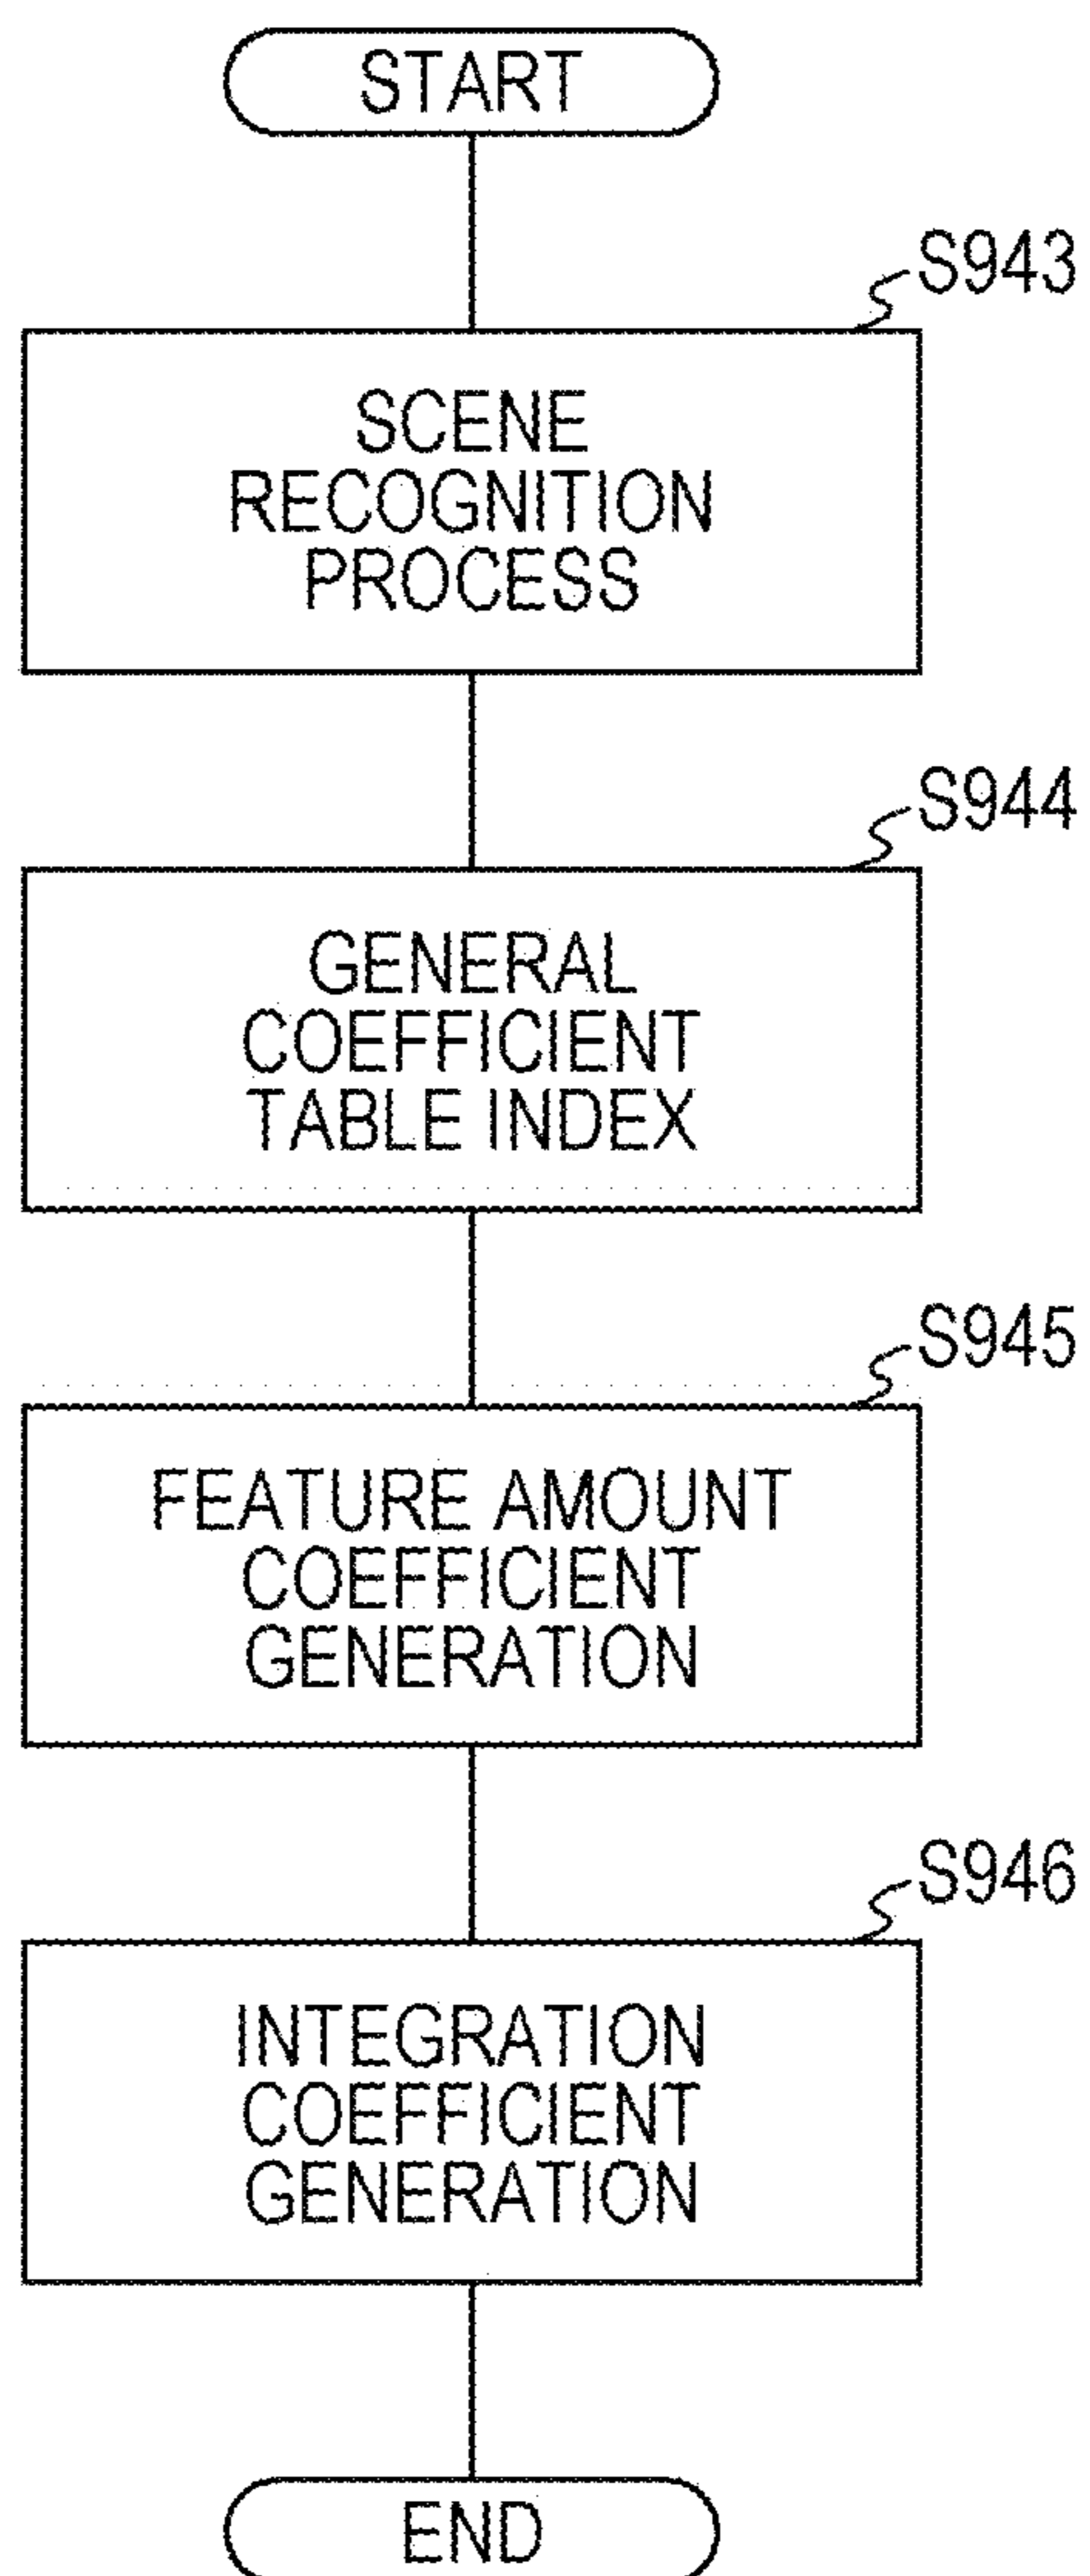 START
S943
SCENE
RECOGNITION
PROCESS
S944
GENERAL
COEFFICIENT
TABLE INDEX
S945
FEATURE AMOUNT
COEFFICIENT
GENERATION
S946
INTEGRATION
COEFFICIENT
GENERATION
END